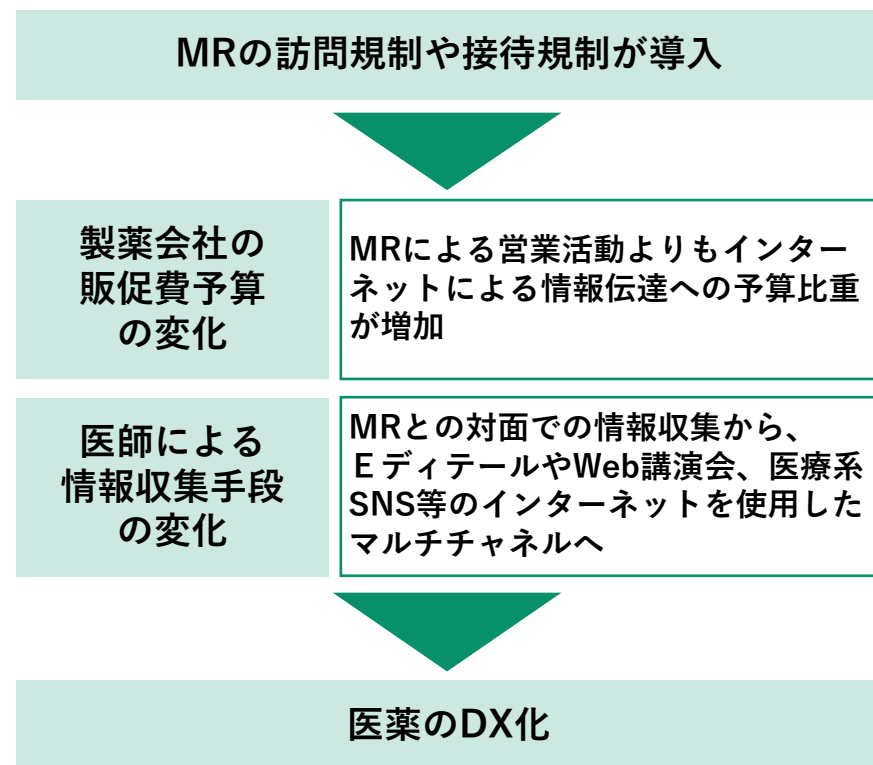 MRの訪問規制や接待規制が導入
製薬会社の
販促費予算
の変化
MRによる営業活動よりもインター
ネットによる情報伝達への予算比重
が増加
医師による
情報収集手段
の変化
MRとの対面での情報収集から、
ＥディテールやWeb講演会、医療系
SNS等のインターネットを使用した
マルチチャネルへ
医薬のDX化